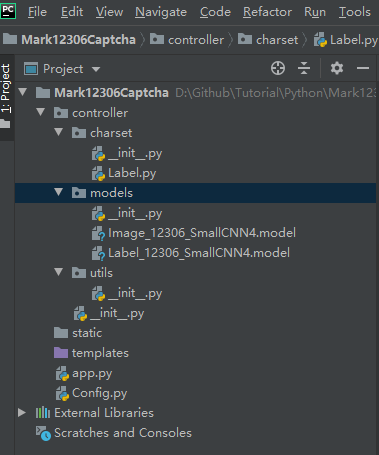 PC File Edit View Navigate Code Refactor Run Tools
Mark12306Captcha controller charset Label.py
1: Project
Project
Mark12306Captcha D:\Github\Tutorial\Python\Mark123
controller
charset
__init__.py
Label.py
models
__init__.py
Image_12306_SmallCNN4.model
Label_12306_SmallCNN4.model
utils
__init__.py
__init__.py
static
templates
app.py
Config.py
External Libraries
Scratches and Consoles